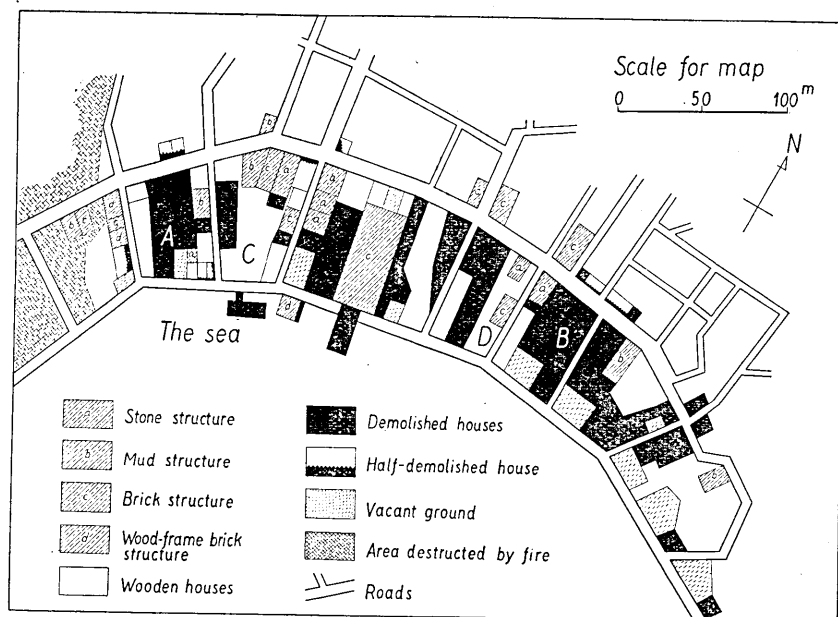 Scale for map
0 50 100 m
N
A
C
D
B
The sea
a Stone structure
b Mud structure
c Brick structure
d Wood-frame brick structure
Wooden houses
Demolished houses
Half-demolished house
Vacant ground
Area destructed by fire
Roads
b
b
c
a
b
a
c
d
a
c
a
c
c
b
d